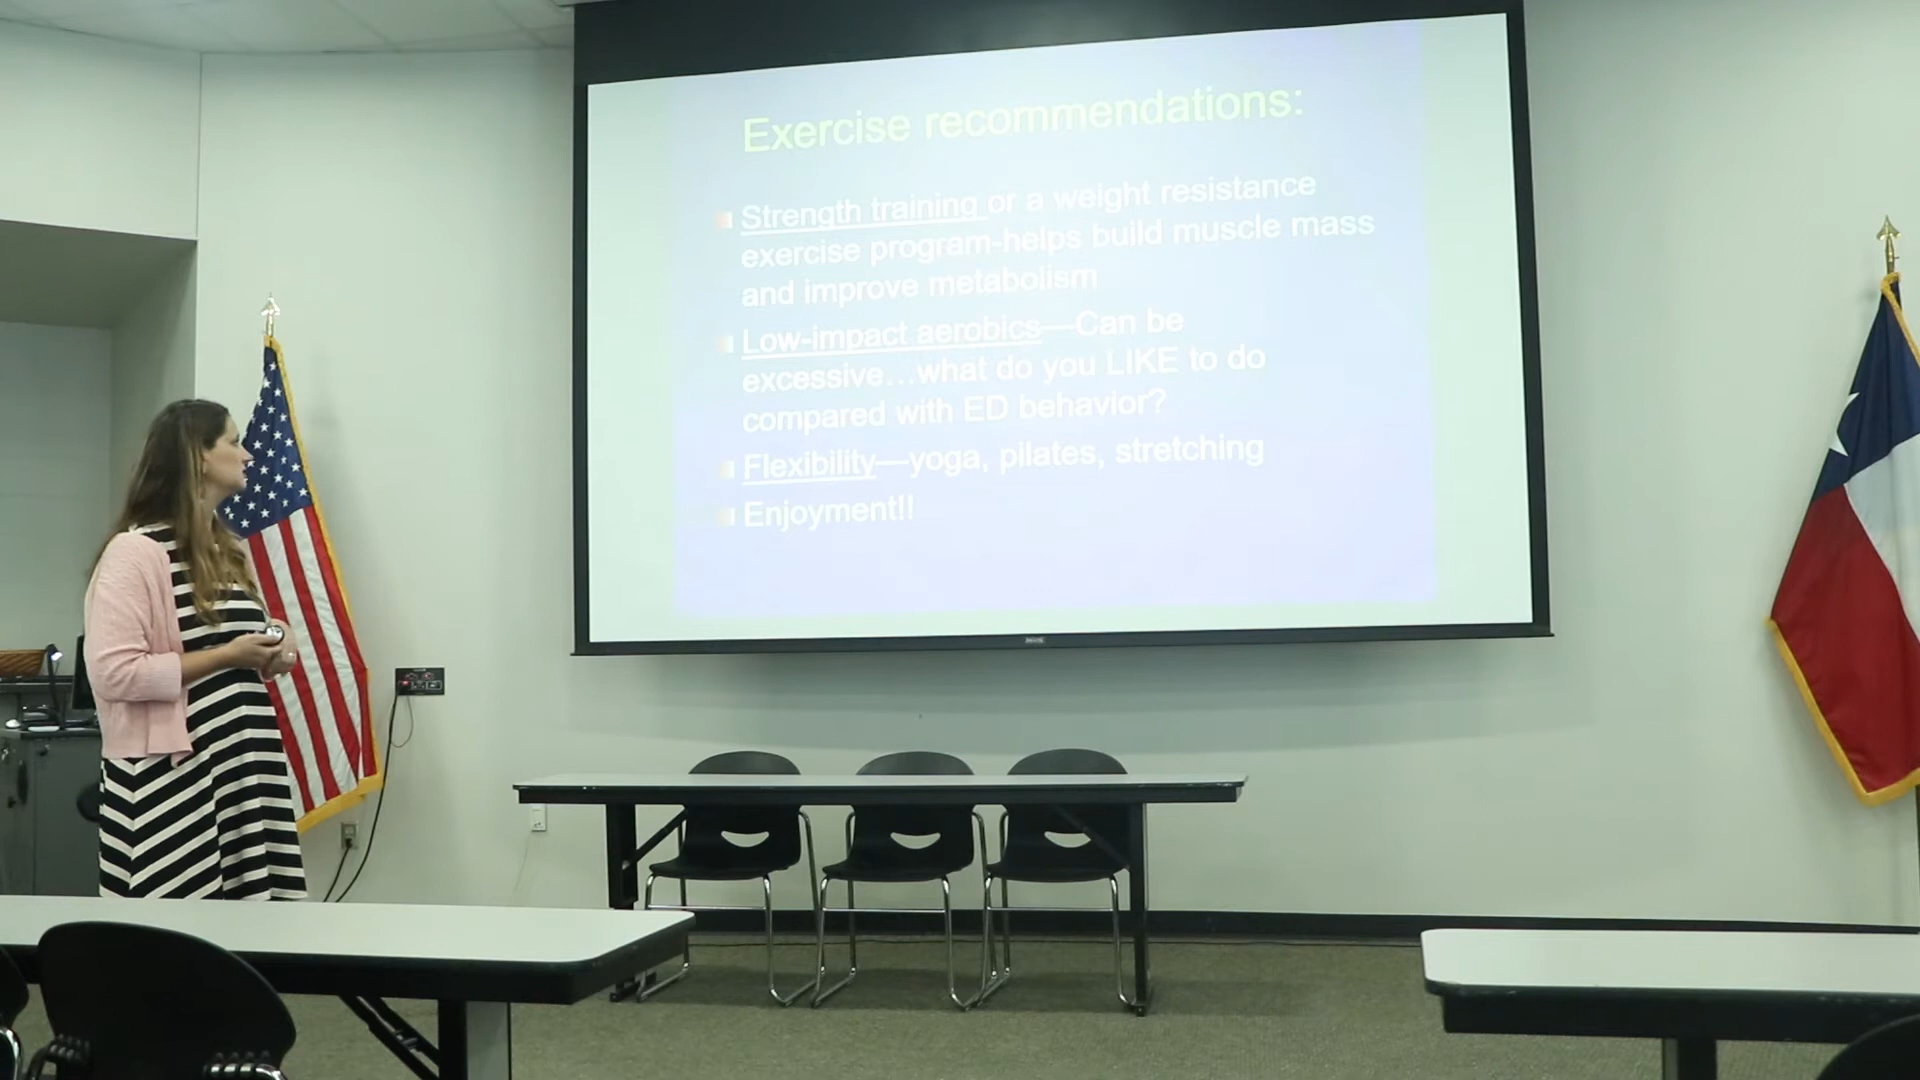 Exercise recommendations:
Strength training or a weight resistance
exercise program-helps build muscle mass
and improve metabolism
Low-impact aerobics—Can be
excessive…what do you LIKE to do
compared with ED behavior?
Flexibility—yoga, pilates, stretching
Enjoyment!!